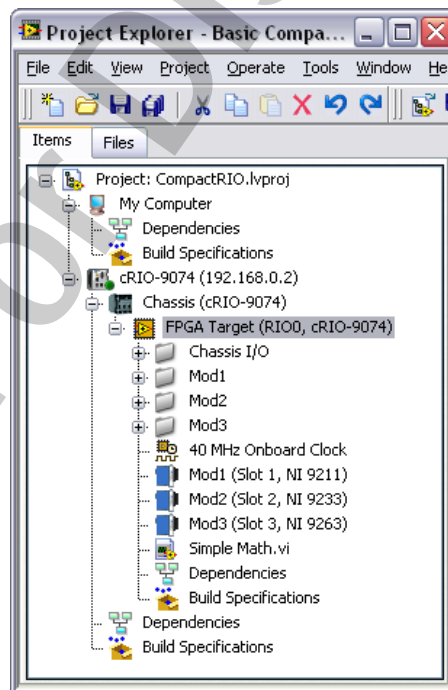 Project Explorer - Basic Compa...
File Edit View Project Operate Tools Window He
Items Files
Project: CompactRIO.lvproj
My Computer
Dependencies
Build Specifications
cRIO-9074 (192.168.0.2)
Chassis (cRIO-9074)
FPGA Target (RIO0, cRIO-9074)
Chassis I/O
Mod1
Mod2
Mod3
40 MHz Onboard Clock
Mod1 (Slot 1, NI 9211)
Mod2 (Slot 2, NI 9233)
Mod3 (Slot 3, NI 9263)
Simple Math.vi
Dependencies
Build Specifications
Dependencies
Build Specifications